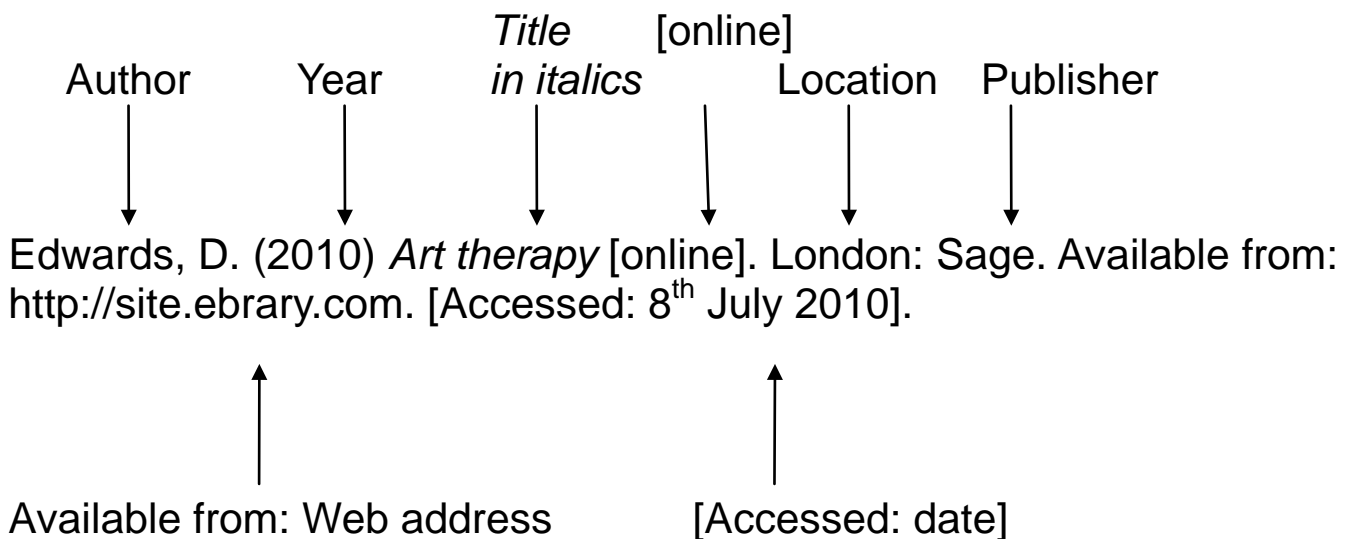 Title [online]
Author Year in italics Location Publisher
Edwards, D. (2010) Art therapy [online]. London: Sage. Available from:
http://site.ebrary.com. [Accessed: 8th July 2010].
Available from: Web address [Accessed: date]